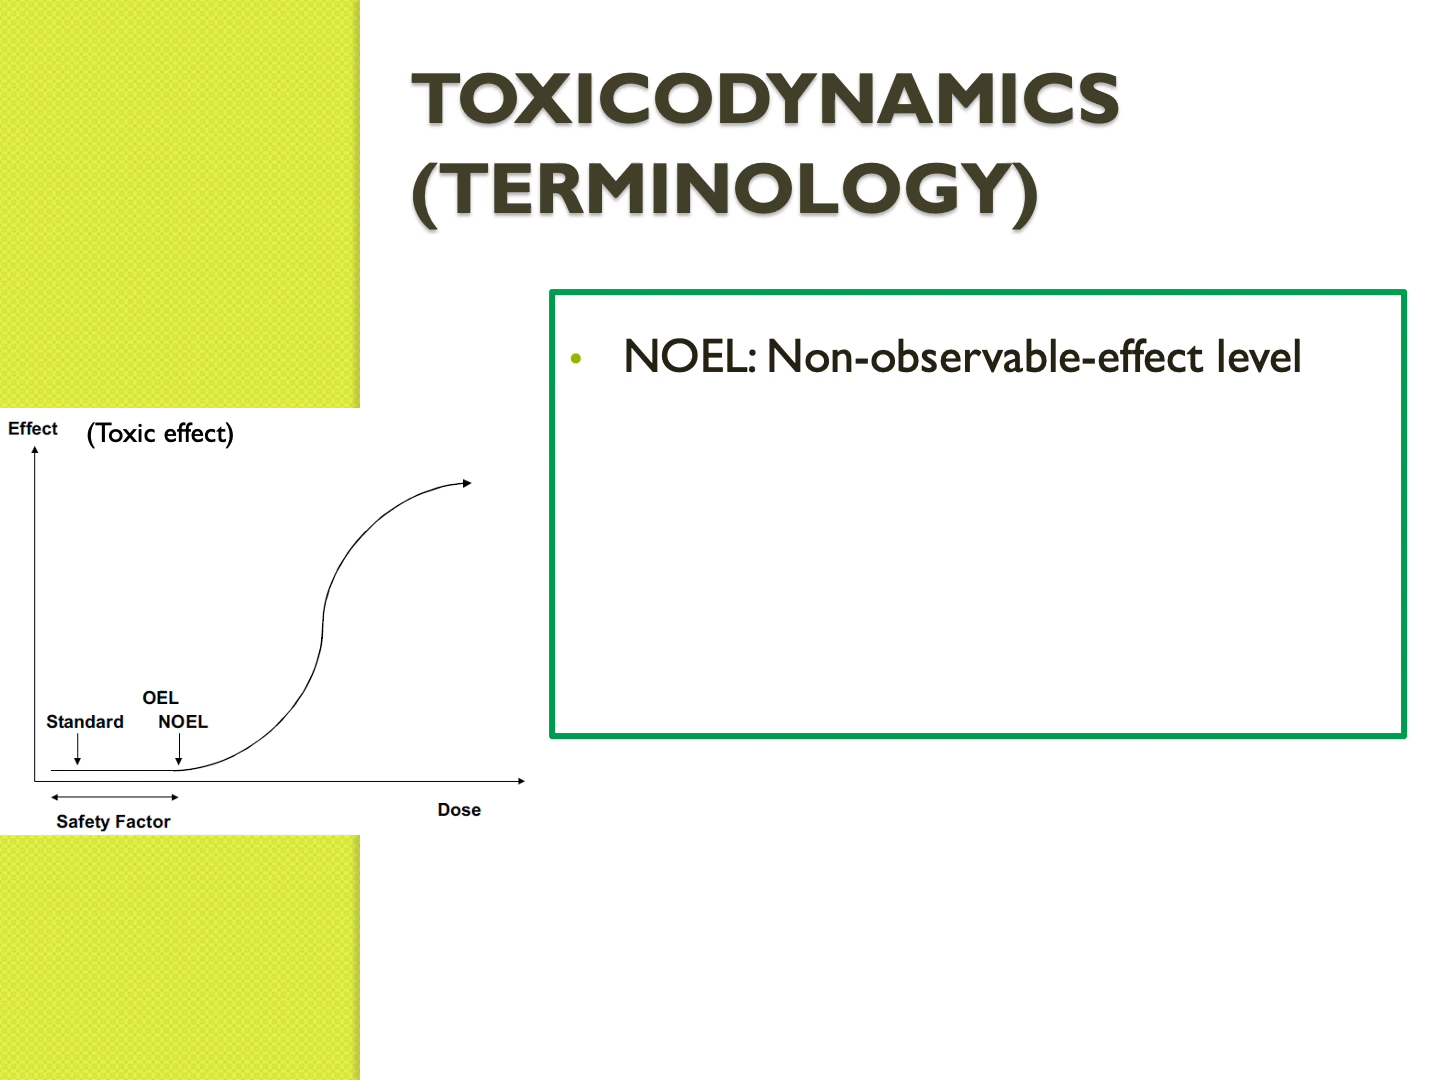 TOXICODYNAMICS
(TERMINOLOGY)
• NOEL: Non-observable-effect level
Effect (Toxic effect)
OEL
Standard NOEL
Dose
Safety Factor